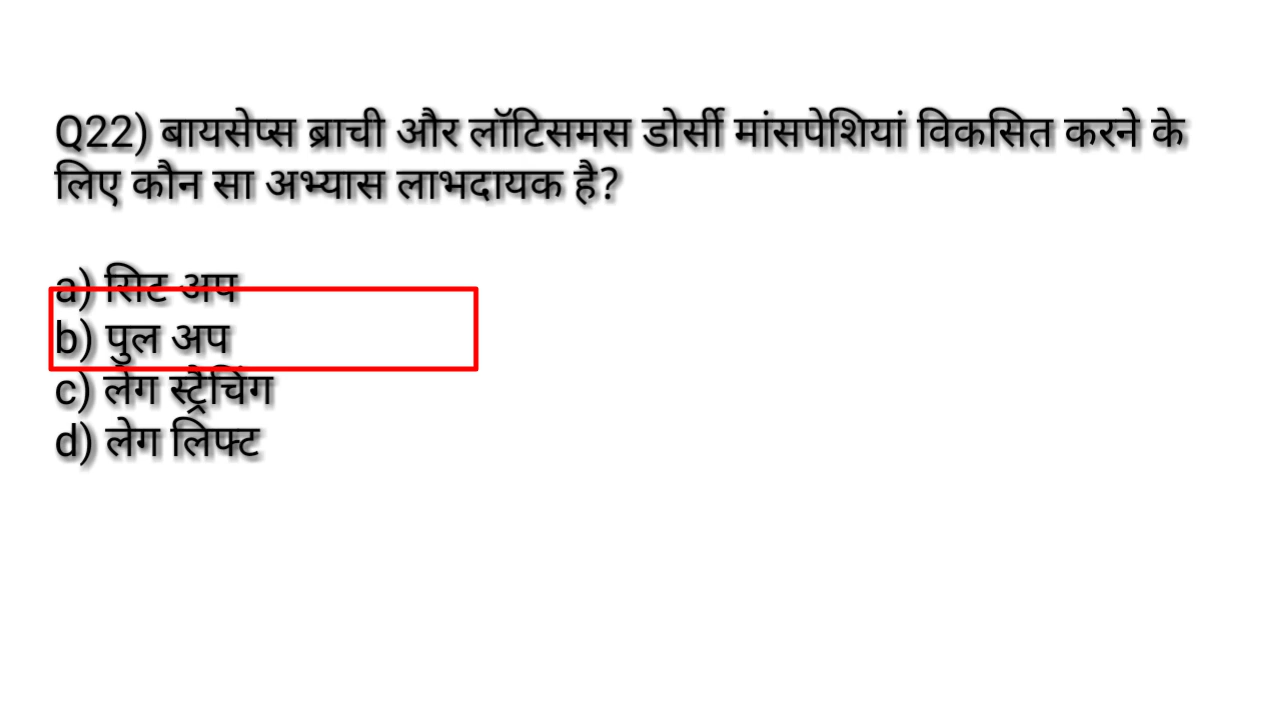 Q22) बायसेप्स ब्राची और लॉटिसमस डोर्सी मांसपेशियां विकसित करने के
लिए कौन सा अभ्यास लाभदायक है?
a) सिट अप
b) पुल अप
c) लेग स्ट्रैचिंग
d) लेग लिफ्ट